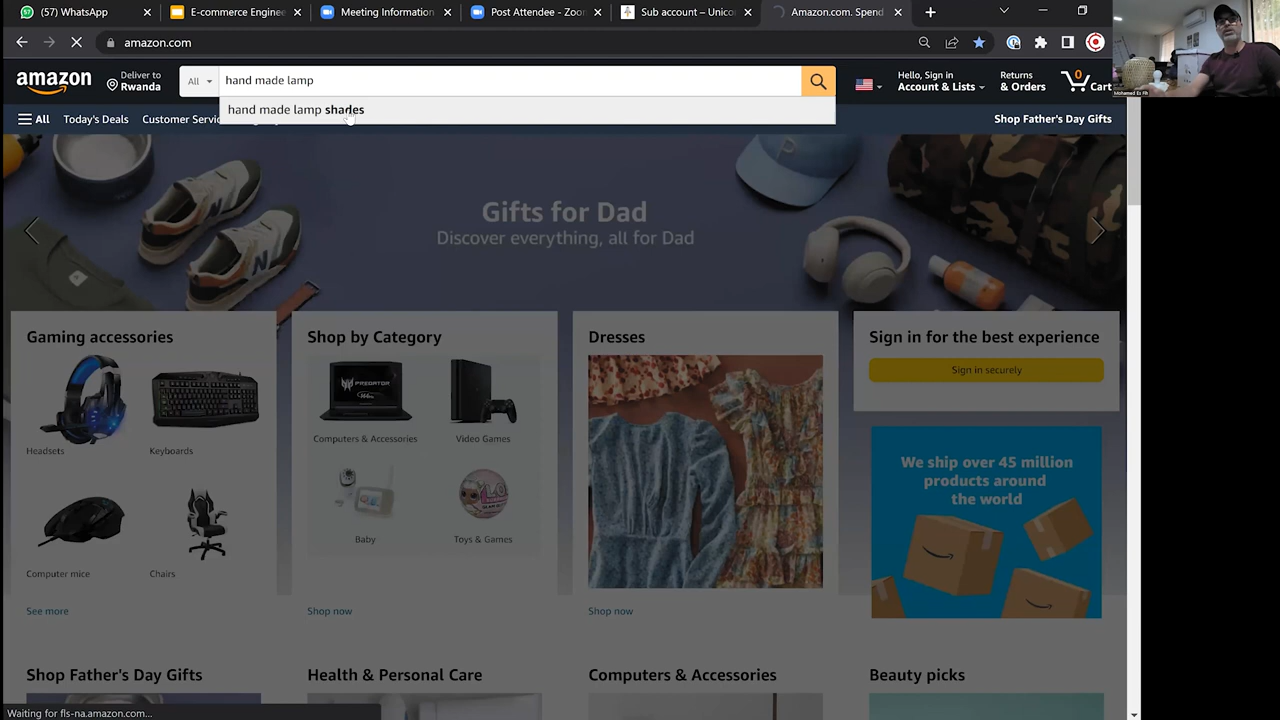 (57) WhatsApp
E-commerce Engine
Meeting Information
Post Attendee - Zoo
Sub account – Unico
Amazon.com. Spend
amazon.com
amazon
Deliver to
Rwanda
All
hand made lamp
Hello, Sign in
Account & Lists
Returns
& Orders
0
Cart
hand made lamp shades
All
Today's Deals
Customer Servic
Shop Father's Day Gifts
Gifts for Dad
Discover everything, all for Dad
Gaming accessories
Headsets
Keyboards
Computer mice
Chairs
See more
Shop by Category
PREDATOR
Computers & Accessories
Video Games
Baby
Toys & Games
Shop now
Dresses
Shop now
Sign in for the best experience
Sign in securely
We ship over 45 million
products around
the world
Shop Father's Day Gifts
Health & Personal Care
Computers & Accessories
Beauty picks
Waiting for fls-na.amazon.com...